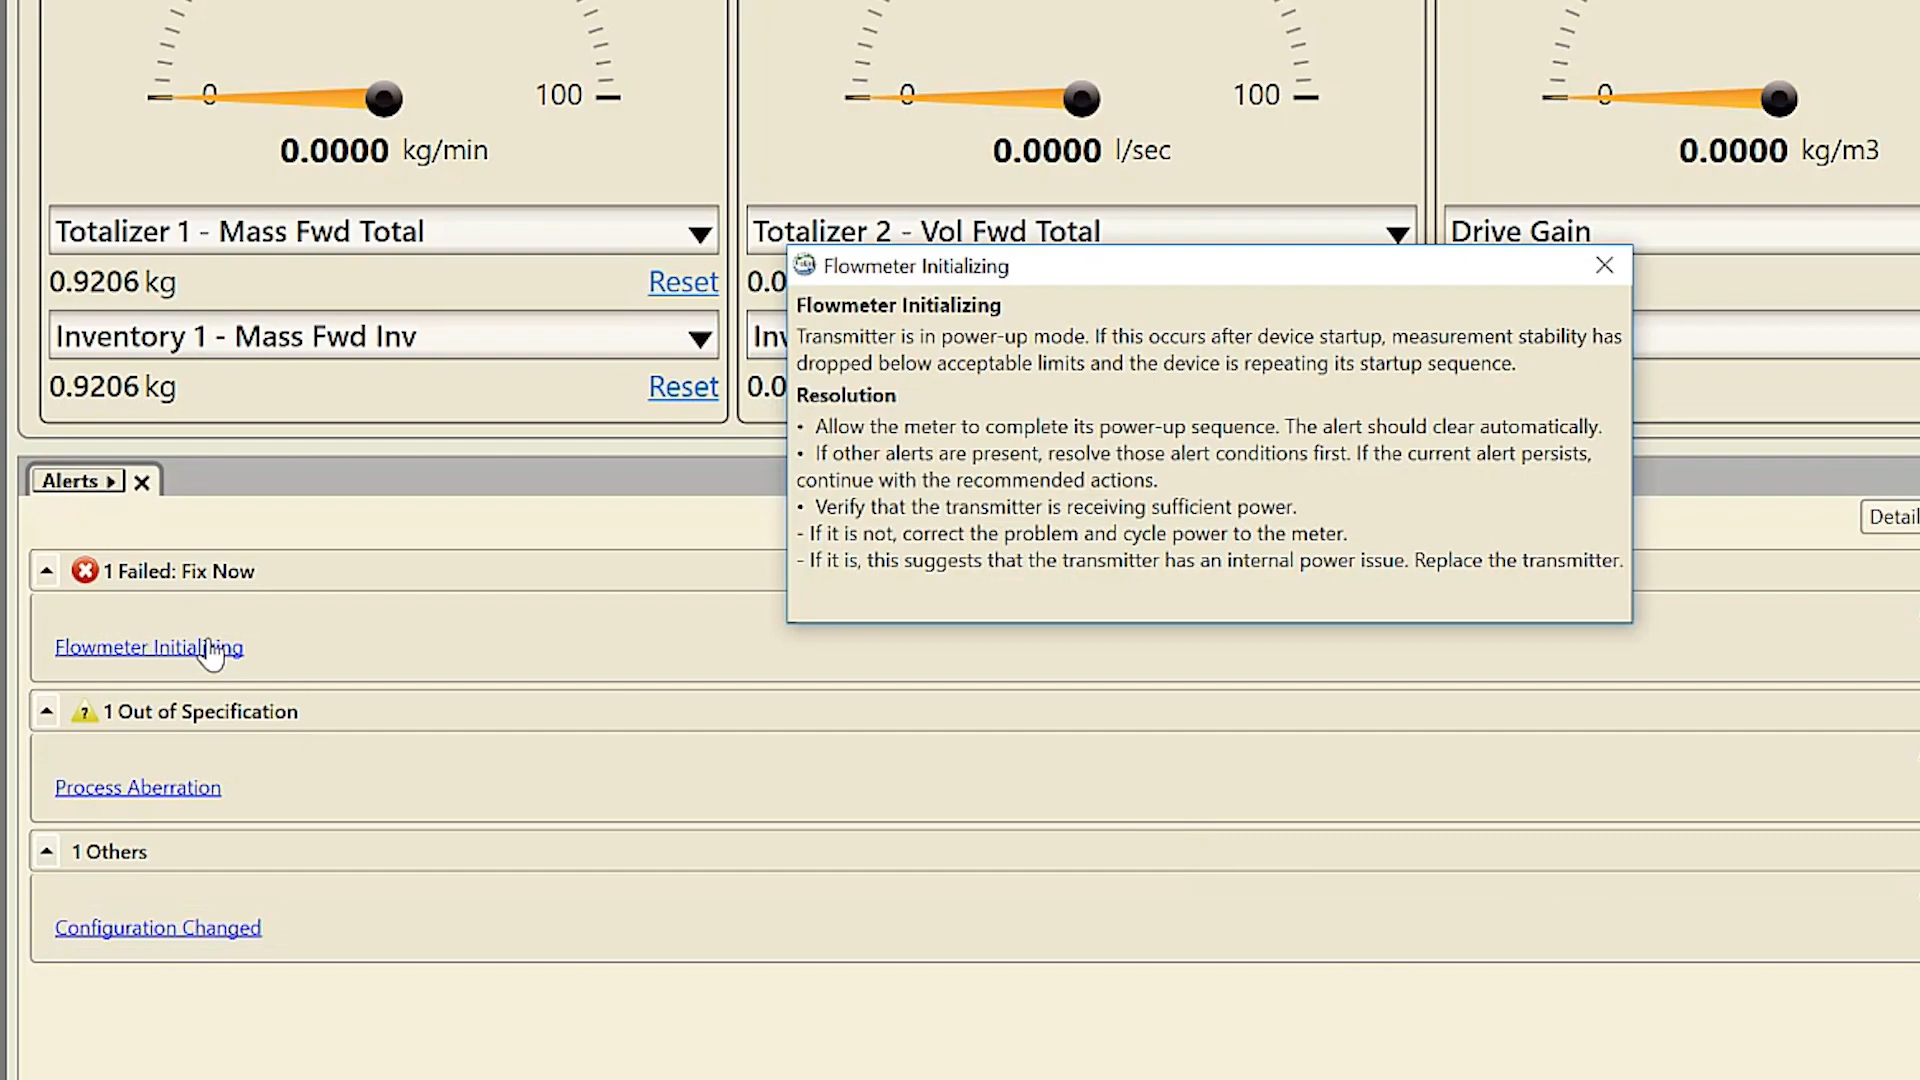 0 100 0 100 0
0.0000 kg/min 0.0000 l/sec 0.0000 kg/m3
Totalizer 1 - Mass Fwd Total Totalizer 2 - Vol Fwd Total Drive Gain
0.9206 kg Reset 0.0
Inventory 1 - Mass Fwd Inv
0.9206 kg Reset 0.0
Flowmeter Initializing
Flowmeter Initializing
Transmitter is in power-up mode. If this occurs after device startup, measurement stability has
dropped below acceptable limits and the device is repeating its startup sequence.
Resolution
• Allow the meter to complete its power-up sequence. The alert should clear automatically.
• If other alerts are present, resolve those alert conditions first. If the current alert persists,
continue with the recommended actions.
• Verify that the transmitter is receiving sufficient power.
- If it is not, correct the problem and cycle power to the meter.
- If it is, this suggests that the transmitter has an internal power issue. Replace the transmitter.
Alerts
Detail
1 Failed: Fix Now
Flowmeter Initializing
1 Out of Specification
Process Aberration
1 Others
Configuration Changed